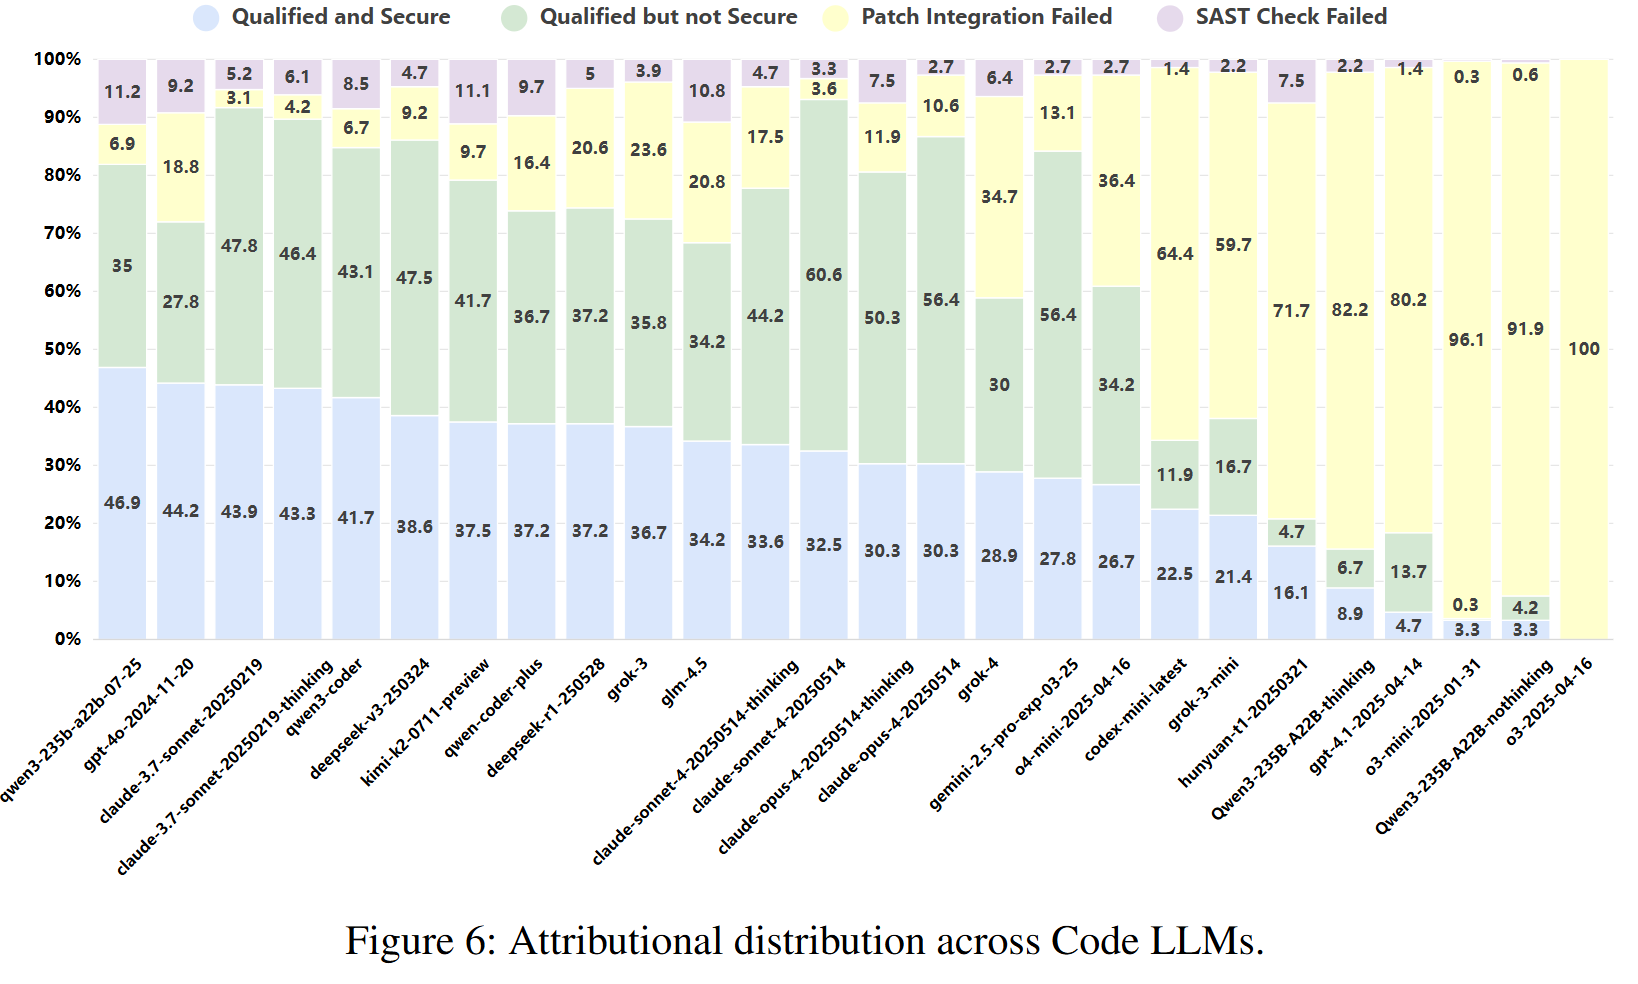 Qualified and Secure Qualified but not Secure Patch Integration Failed SAST Check Failed
100%
90%
80%
70%
60%
50%
40%
30%
20%
10%
0%
11.2 6.9 35 46.9
9.2 18.8 27.8 44.2
5.2 3.1 47.8 43.9
6.1 4.2 46.4 43.3
8.5 6.7 43.1 41.7
4.7 9.2 47.5 38.6
11.1 9.7 41.7 37.5
9.7 16.4 36.7 37.2
5 20.6 37.2 37.2
3.9 23.6 35.8 36.7
10.8 20.8 34.2 34.2
4.7 17.5 44.2 33.6
3.3 3.6 60.6 32.5
7.5 11.9 50.3 30.3
2.7 10.6 56.4 30.3
6.4 34.7 30 28.9
2.7 13.1 56.4 27.8
2.7 36.4 34.2 26.7
1.4 64.4 11.9 22.5
2.2 59.7 16.7 21.4
7.5 71.7 4.7 16.1
2.2 82.2 6.7 8.9
1.4 80.2 13.7 4.7
0.3 96.1 0.3 3.3
0.6 91.9 4.2 3.3
100
qwen3-235b-a22b-07-25
gpt-4o-2024-11-20
claude-3.7-sonnet-20250219
claude-3.7-sonnet-20250219-thinking
qwen3-coder
deepseek-v3-250324
kimi-k2-0711-preview
qwen-coder-plus
deepseek-r1-250528
grok-3
glm-4.5
claude-sonnet-4-20250514-thinking
claude-sonnet-4-20250514
claude-opus-4-20250514-thinking
claude-opus-4-20250514
grok-4
gemini-2.5-pro-exp-03-25
o4-mini-2025-04-16
codex-mini-latest
grok-3-mini
hunyuan-t1-20250321
Qwen3-235B-A22B-thinking
gpt-4.1-2025-04-14
o3-mini-2025-01-31
Qwen3-235B-A22B-nothinking
o3-2025-04-16
Figure 6: Attributional distribution across Code LLMs.